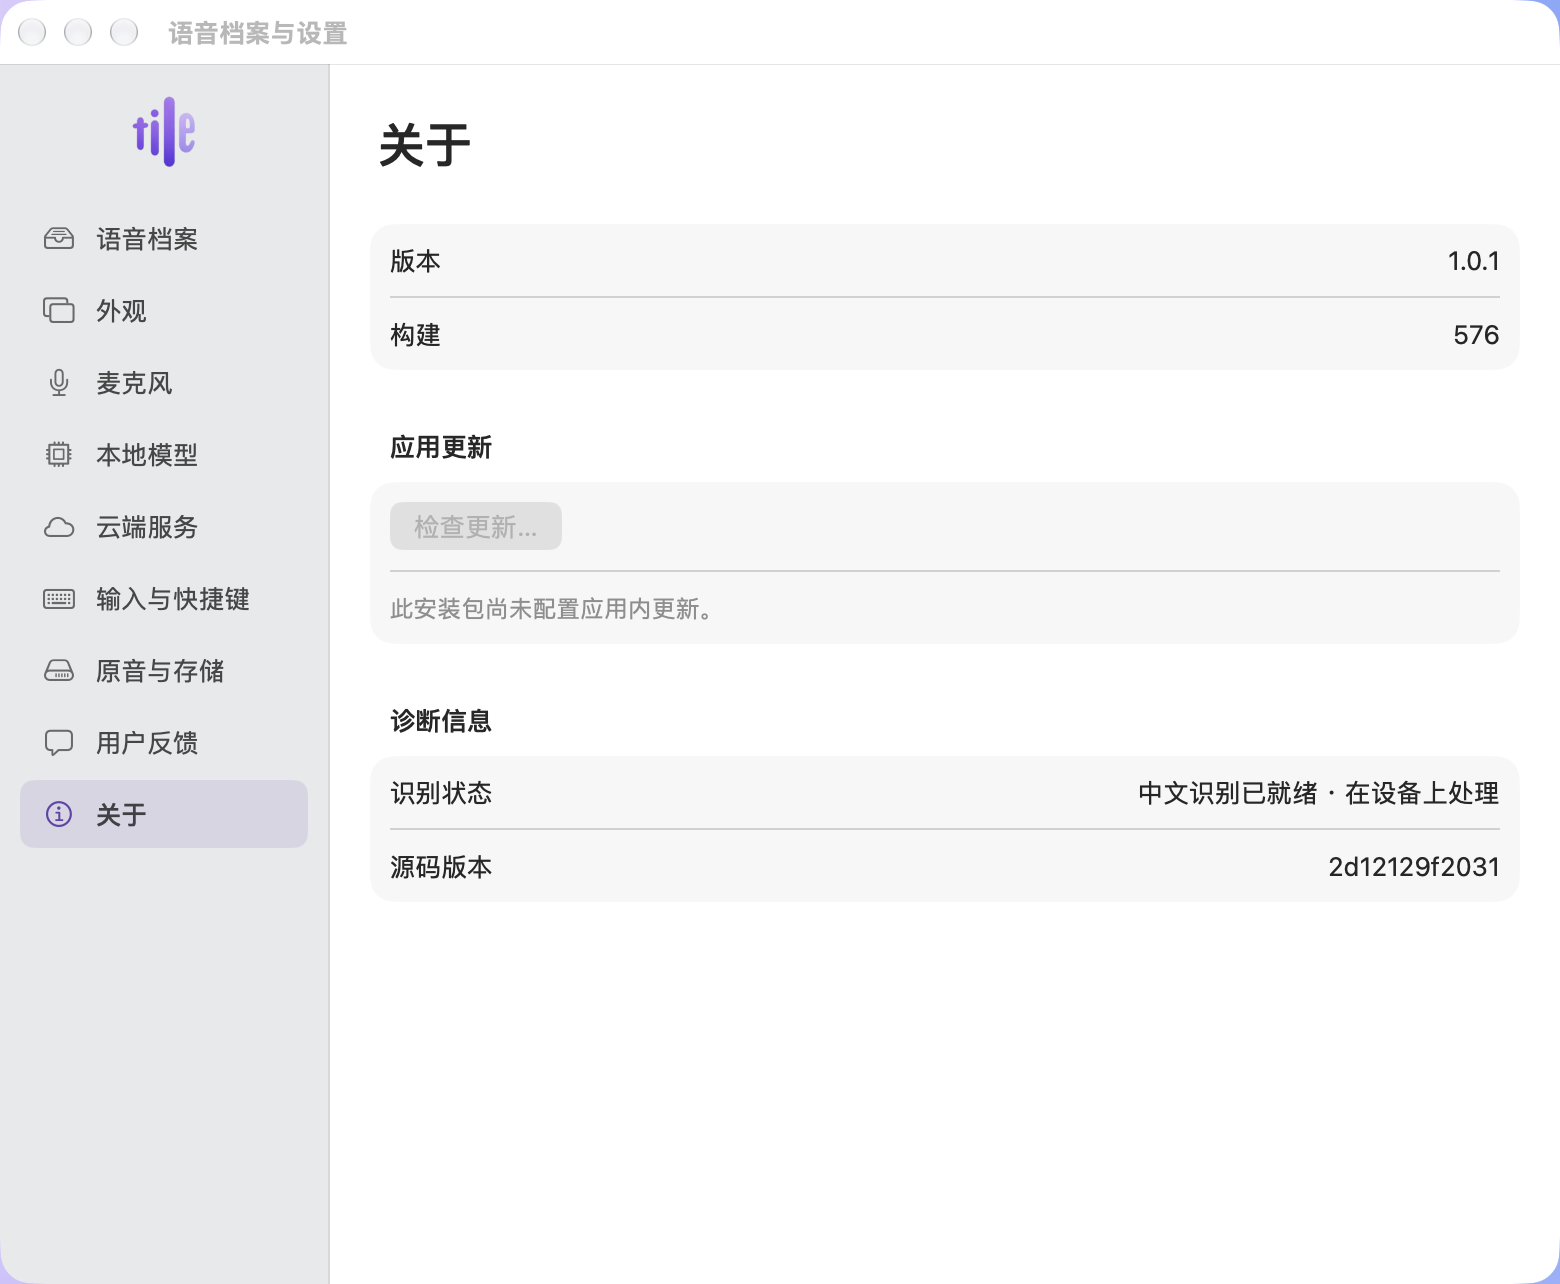 语音档案与设置
tile
语音档案
外观
麦克风
本地模型
云端服务
输入与快捷键
原音与存储
用户反馈
关于
关于
版本 1.0.1
构建 576
应用更新
检查更新...
此安装包尚未配置应用内更新。
诊断信息
识别状态 中文识别已就绪 · 在设备上处理
源码版本 2d12129f2031